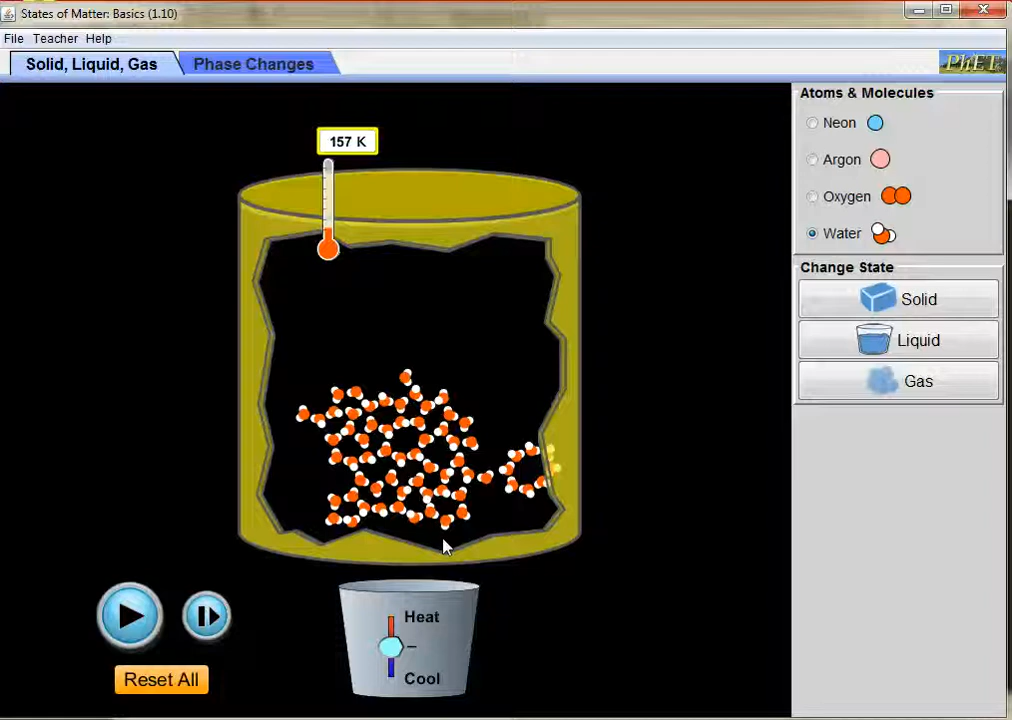 States of Matter: Basics (1.10)
File Teacher Help
Solid, Liquid, Gas
Phase Changes
PhET
157 K
Atoms & Molecules
Neon
Argon
Oxygen
Water
Change State
Solid
Liquid
Gas
Heat
Cool
Reset All